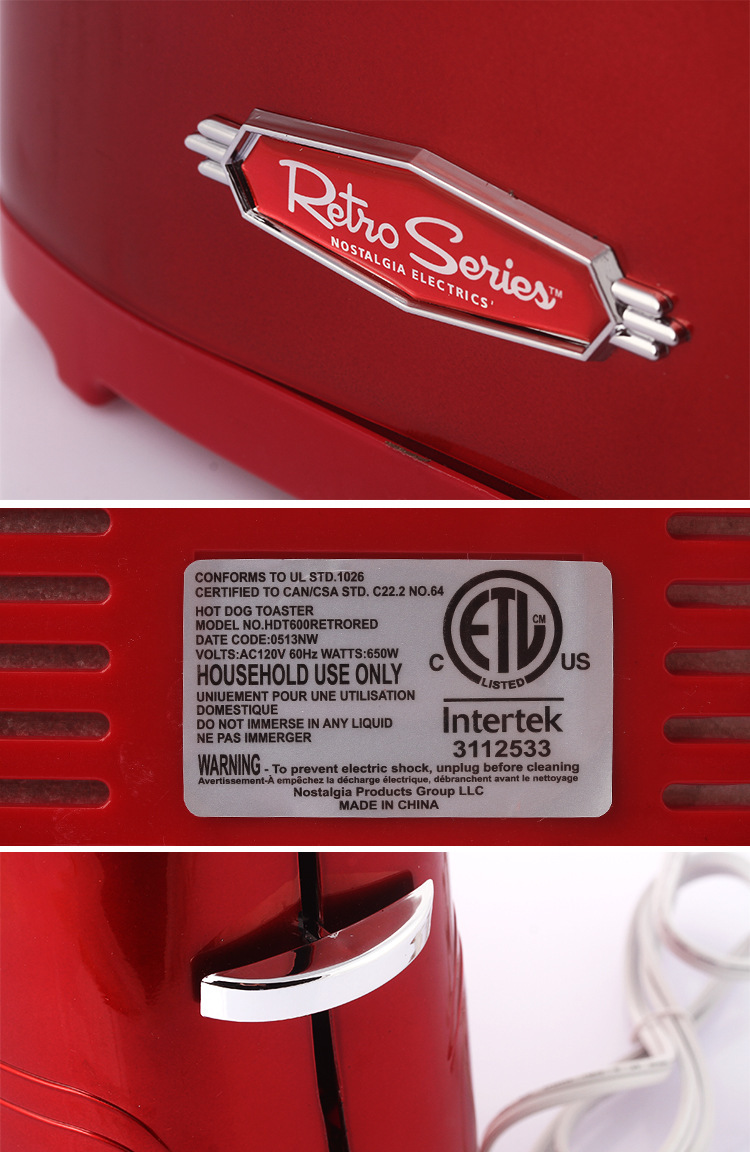 Retro Series™
NOSTALGIA ELECTRICS
CONFORMS TO UL STD.1026
CERTIFIED TO CAN/CSA STD. C22.2 NO.64
HOT DOG TOASTER
MODEL NO.HDT600RETRORED
DATE CODE:0513NW
VOLTS:AC120V 60Hz WATTS:650W
HOUSEHOLD USE ONLY
UNIUEMENT POUR UNE UTILISATION
DOMESTIQUE
DO NOT IMMERSE IN ANY LIQUID
NE PAS IMMERGER
ETL CM
C US
LISTED
Intertek
3112533
WARNING - To prevent electric shock, unplug before cleaning
Avertissement-À empêchez la décharge électrique, débranchent avant le nettoyage
Nostalgia Products Group LLC
MADE IN CHINA